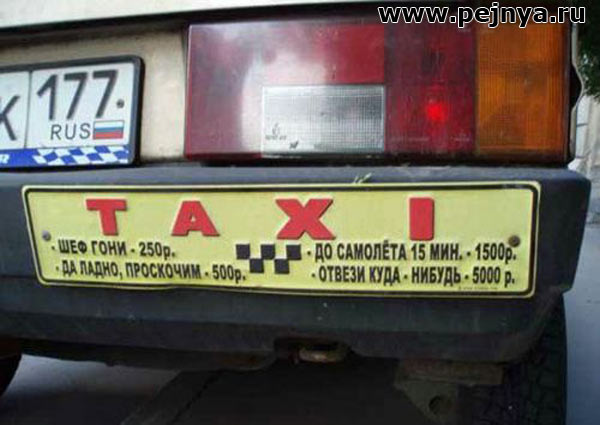 www.pejnya.ru
К 177
RUS
TAXI
- ШЕФ ГОНИ - 250р.
- ДА ЛАДНО, ПРОСКОЧИМ - 500р.
- ДО САМОЛЁТА 15 МИН. - 1500р.
- ОТВЕЗИ КУДА - НИБУДЬ - 5000 р.